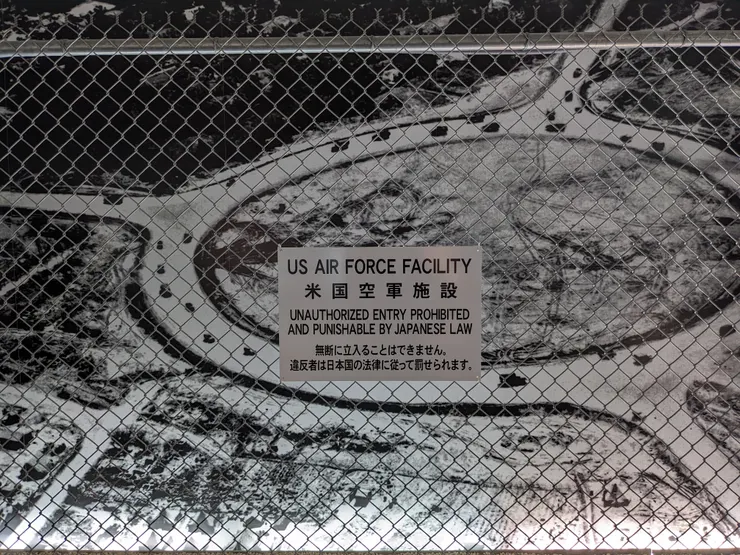 US AIR FORCE FACILITY
米国空軍施設
UNAUTHORIZED ENTRY PROHIBITED
AND PUNISHABLE BY JAPANESE LAW
無断に立入ることはできません。
違反者は日本国の法律に従って罰せられます。